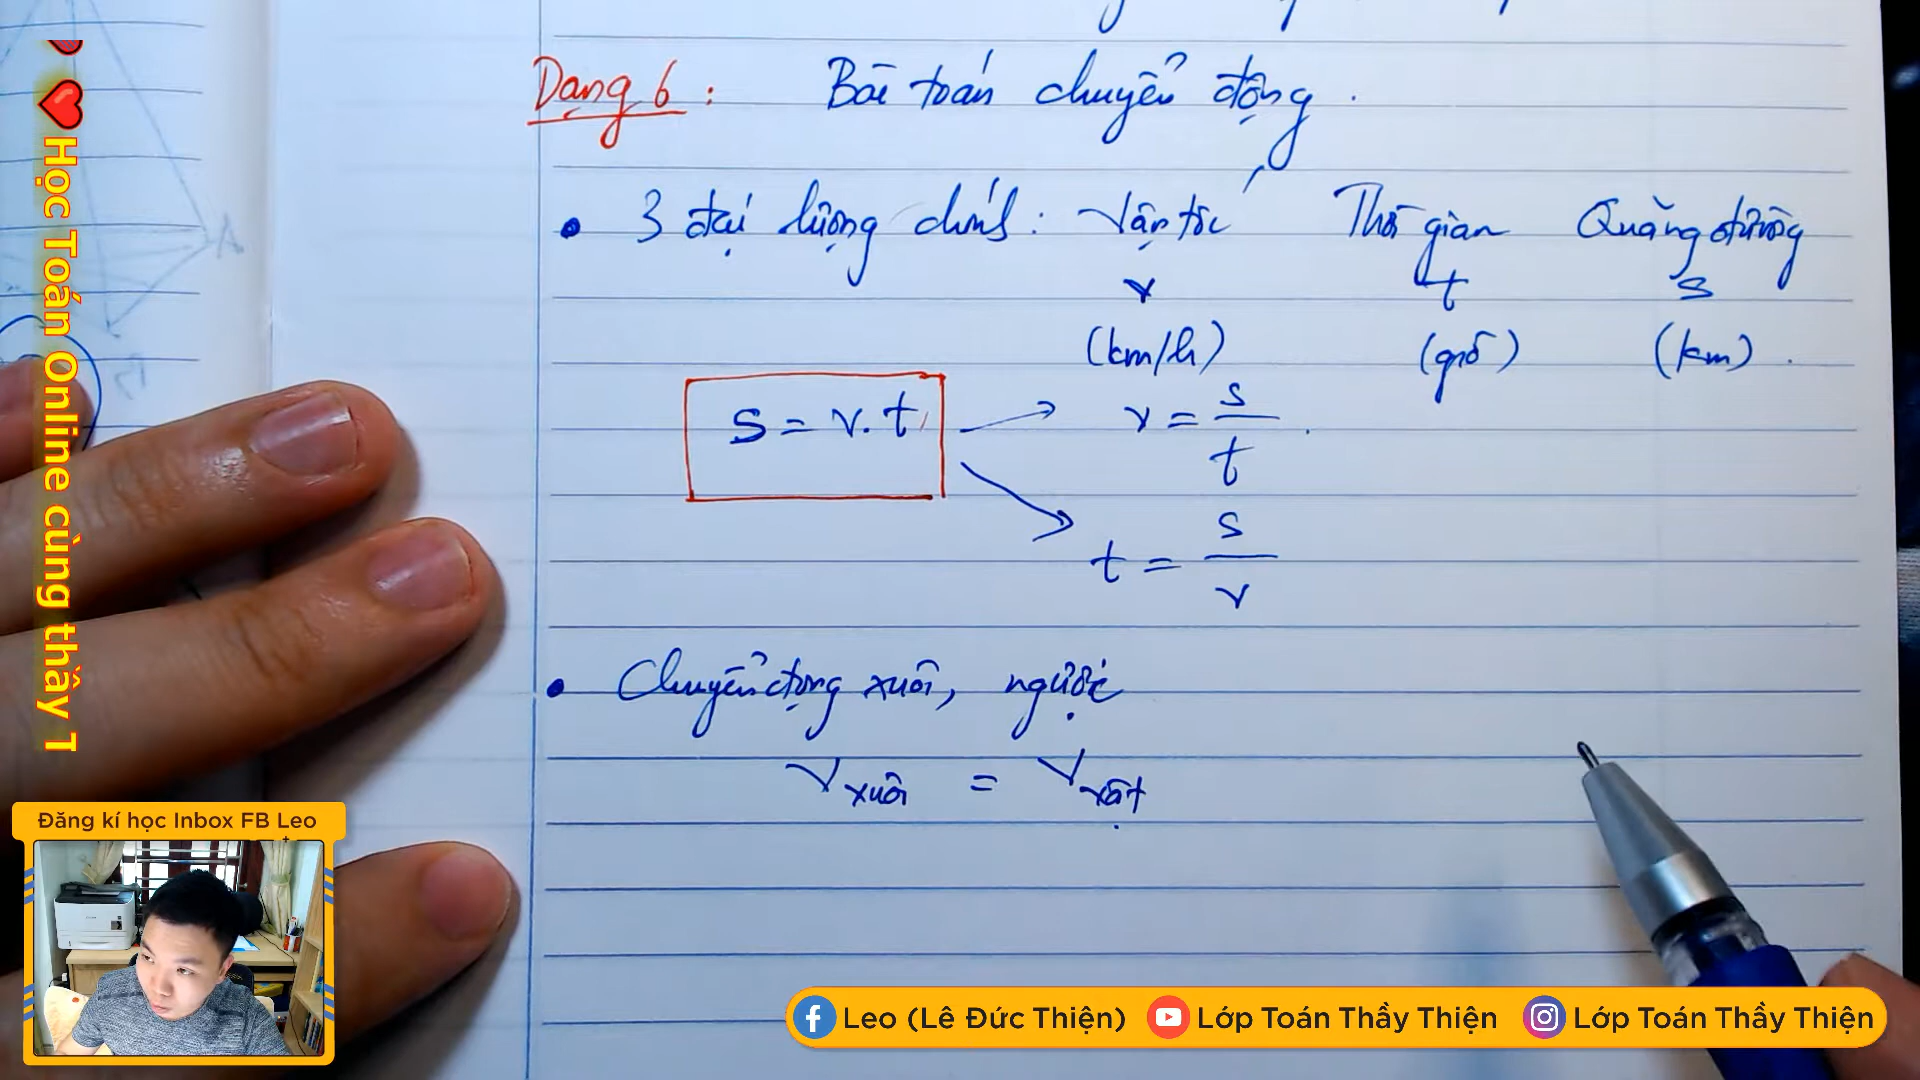 Dạng 6 : Bài toán chuyển động .
• 3 đại lượng chính : Vận tốc , Thời gian Quãng đường
v t s
(km/h) (giờ) (km) .
S = v. t
v = s/t .
t = s/v
• Chuyển động xuôi, ngược
V xuôi = V vật
❤ Học Toán Online cùng thầy T
Đăng kí học Inbox FB Leo
Leo (Lê Đức Thiện) Lớp Toán Thầy Thiện Lớp Toán Thầy Thiện